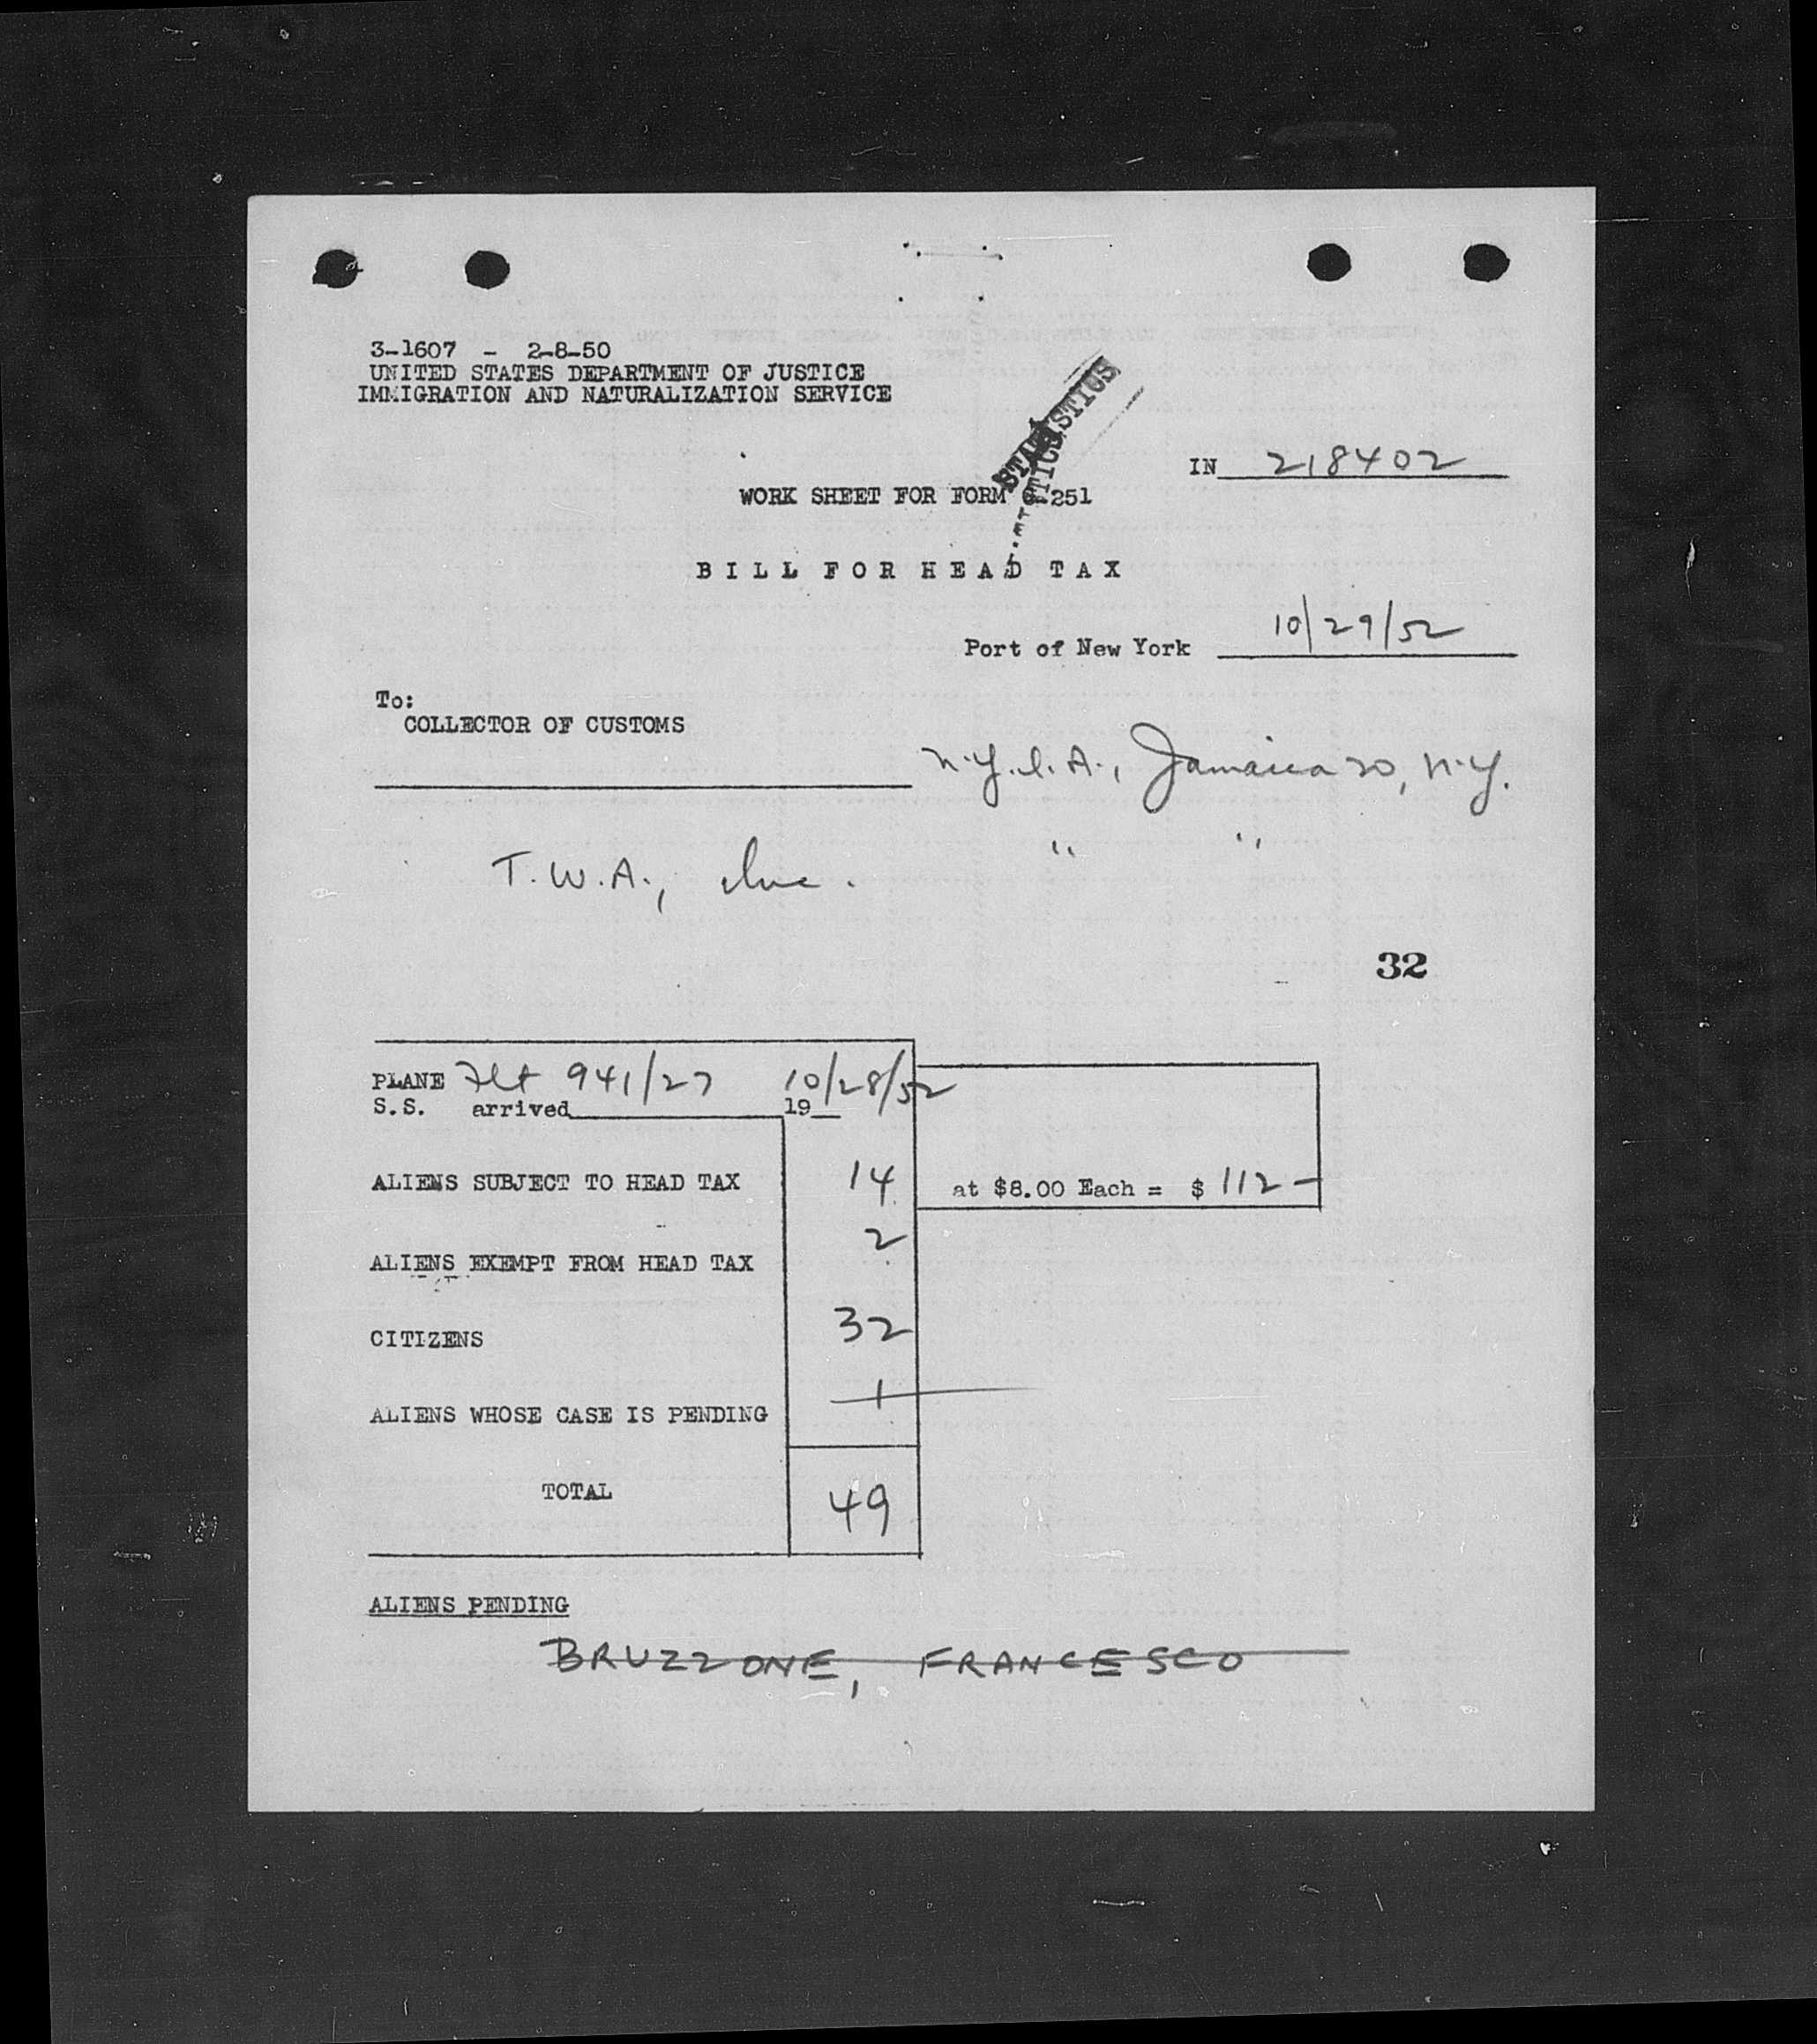 3-1607 - 2-8-50
UNITED STATES DEPARTMENT OF JUSTICE
IMMIGRATION AND NATURALIZATION SERVICE
STATISTICS
IN 218402
WORK SHEET FOR FORM 251
BILL FOR HEAD TAX
Port of New York 10/29/52
To:
COLLECTOR OF CUSTOMS
N.Y.I.A., Jamaica 20, N.Y.
T.W.A., Inc. " "
32
PLANE Flt 941/27 10/28/52
S.S. arrived 19
ALIENS SUBJECT TO HEAD TAX 14 at $8.00 Each = $ 112-
ALIENS EXEMPT FROM HEAD TAX 2
CITIZENS 32
ALIENS WHOSE CASE IS PENDING 1
TOTAL 49
ALIENS PENDING
BRUZZONE, FRANCESCO